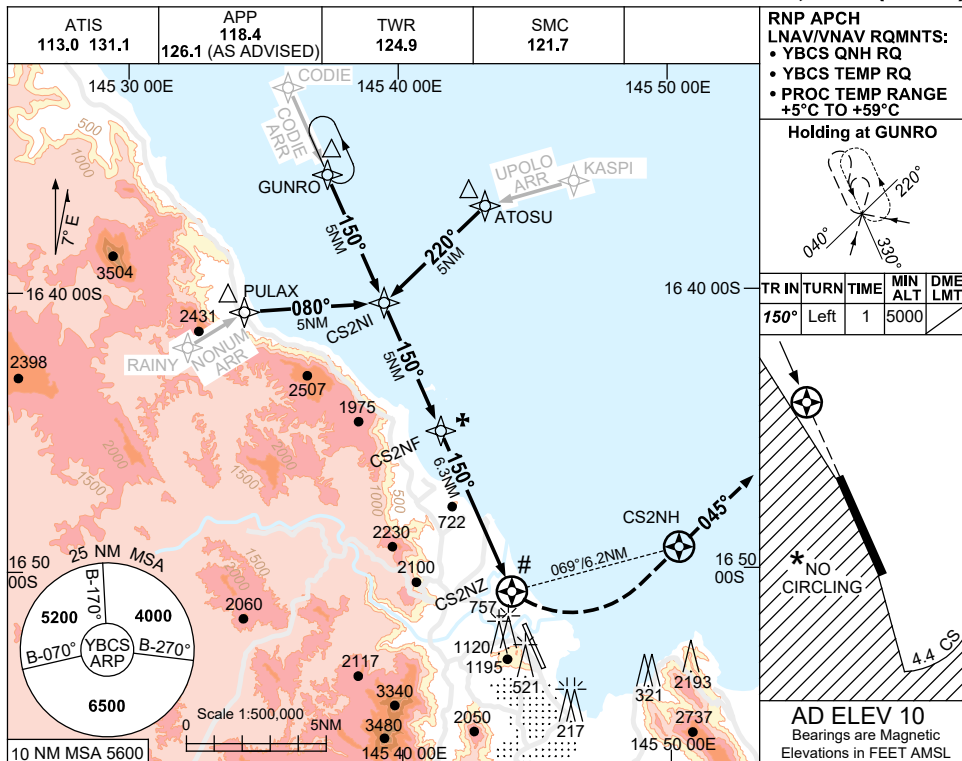 ATIS
113.0 131.1
APP
118.4
126.1 (AS ADVISED)
TWR
124.9
SMC
121.7
RNP APCH
LNAV/VNAV RQMNTS:
• YBCS QNH RQ
• YBCS TEMP RQ
• PROC TEMP RANGE
+5°C TO +59°C
145 30 00E
145 40 00E
145 50 00E
CODIE
CODIE
ARR
500
1000
GUNRO
UPOLO
ARR
KASPI
ATOSU
7° E
150°
5NM
220°
5NM
3504
PULAX
16 40 00S
16 40 00S
080°
5NM
CS2NI
2431
RAINY
NONUM
ARR
2398
2507
150°
5NM
1975
CS2NF
150°
6.3NM
2000
1500
1500
2000
1000
500
722
2230
2100
CS2NH
045°
069°/6.2NM
16 50
00S
16 50
00S
#
CS2NZ
25 NM MSA
B-170°
5200
4000
B-070°
YBCS
ARP
B-270°
6500
1500
2000
2060
757
1120
1195
521
217
321
2193
2117
3340
3480
2050
2737
Scale 1:500,000
0
5NM
145 40 00E
145 50 00E
10 NM MSA 5600
Holding at GUNRO
220°
040°
330°
TR IN TURN TIME MIN ALT DME LMT
150° Left 1 5000
*NO
CIRCLING
4.4 CS
AD ELEV 10
Bearings are Magnetic
Elevations in FEET AMSL